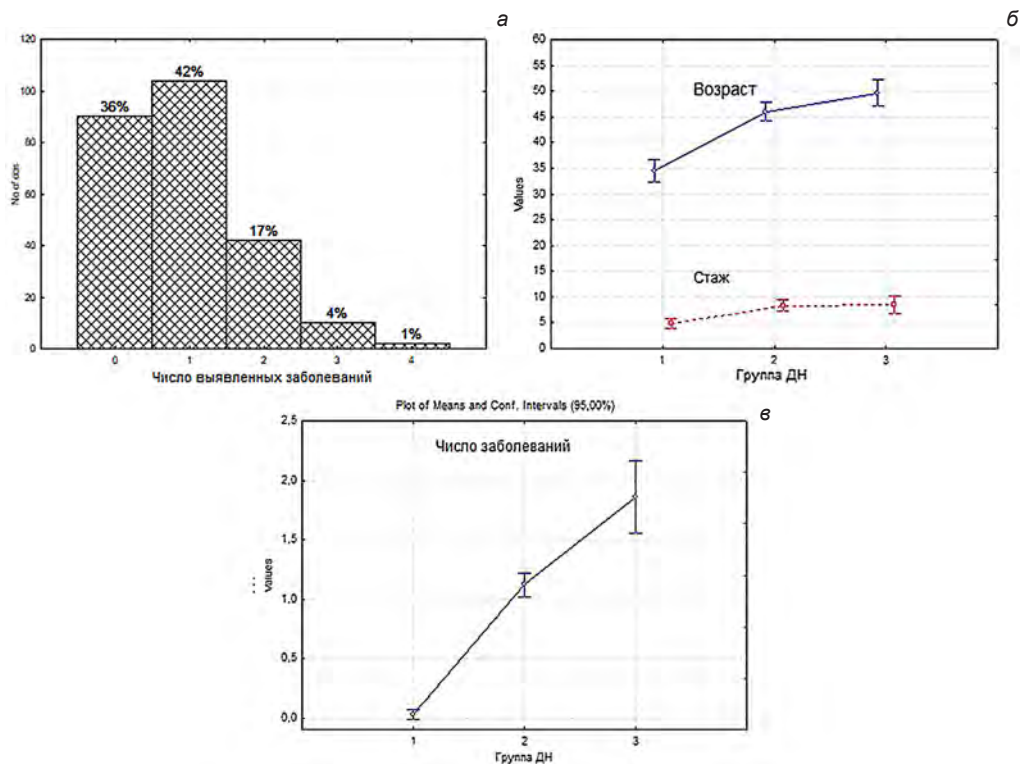 а
120
100
80
60
40
20
0
No of obs
36%
42%
17%
4%
1%
0 1 2 3 4
Число выявленных заболеваний
б
60
55
50
45
40
35
30
25
20
15
10
5
0
Values
Возраст
Стаж
1 2 3
Группа ДН
в
Plot of Means and Conf. Intervals (95,00%)
2,5
2,0
1,5
1,0
0,5
0,0
... Values
Число заболеваний
1 2 3
Группа ДН